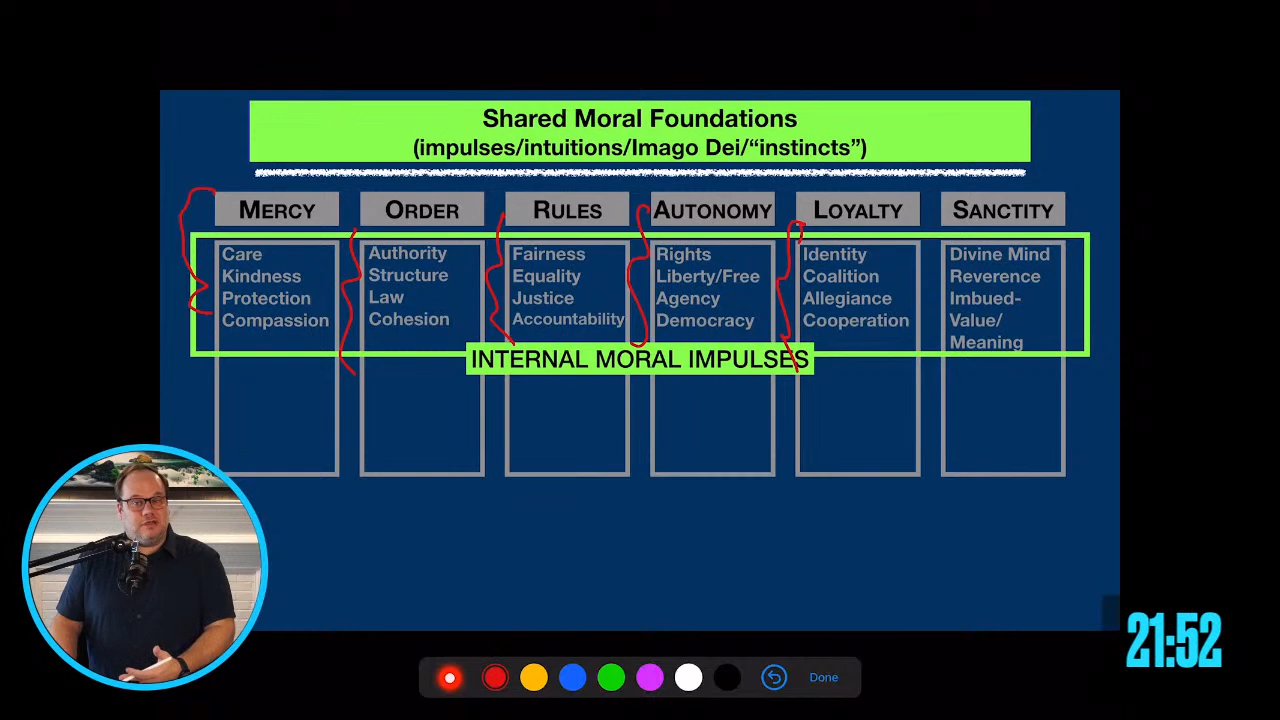 Shared Moral Foundations
(impulses/intuitions/Imago Dei/“instincts”)
MERCY
ORDER
RULES
AUTONOMY
LOYALTY
SANCTITY
Care
Kindness
Protection
Compassion
Authority
Structure
Law
Cohesion
Fairness
Equality
Justice
Accountability
Rights
Liberty/Free
Agency
Democracy
Identity
Coalition
Allegiance
Cooperation
Divine Mind
Reverence
Imbued-
Value/
Meaning
INTERNAL MORAL IMPULSES
21:52
Done